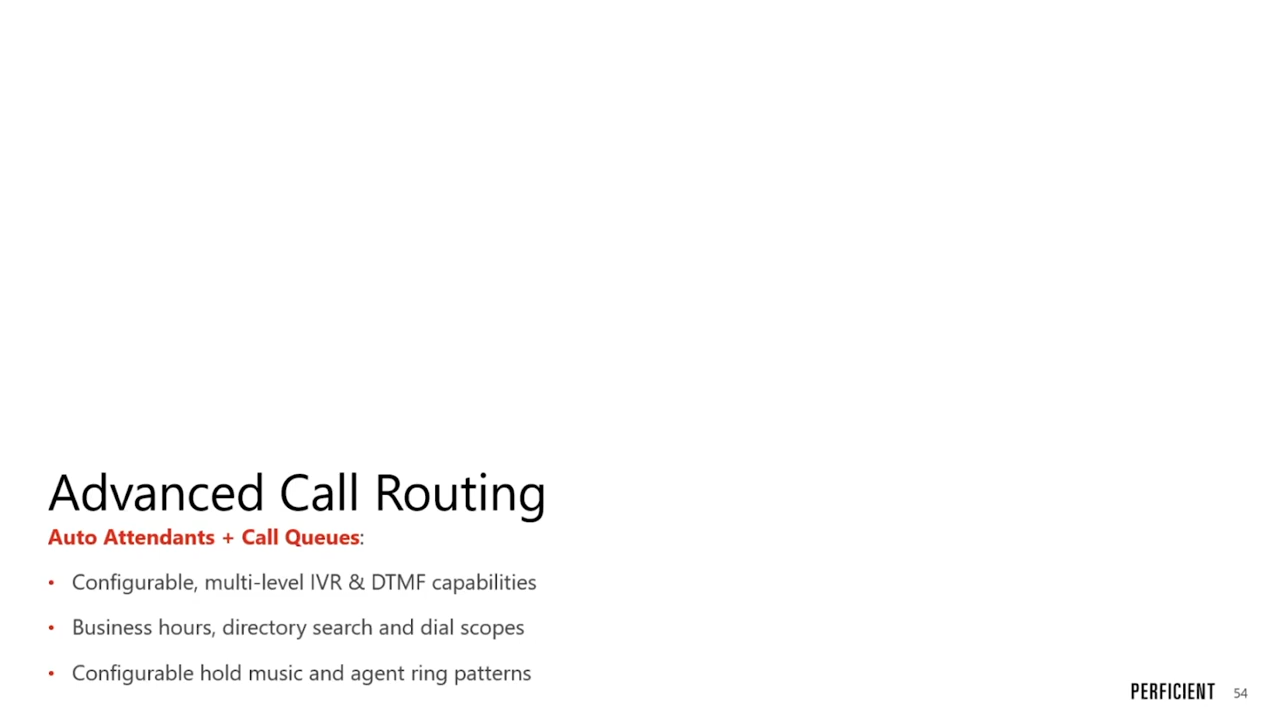 Advanced Call Routing
Auto Attendants + Call Queues:
• Configurable, multi-level IVR & DTMF capabilities
• Business hours, directory search and dial scopes
• Configurable hold music and agent ring patterns
PERFICIENT 54